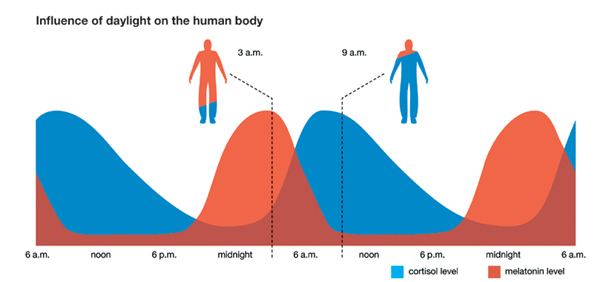 Influence of daylight on the human body
3 a.m. 9 a.m.
6 a.m. noon 6 p.m. midnight 6 a.m. noon 6 p.m. midnight 6 a.m.
cortisol level melatonin level